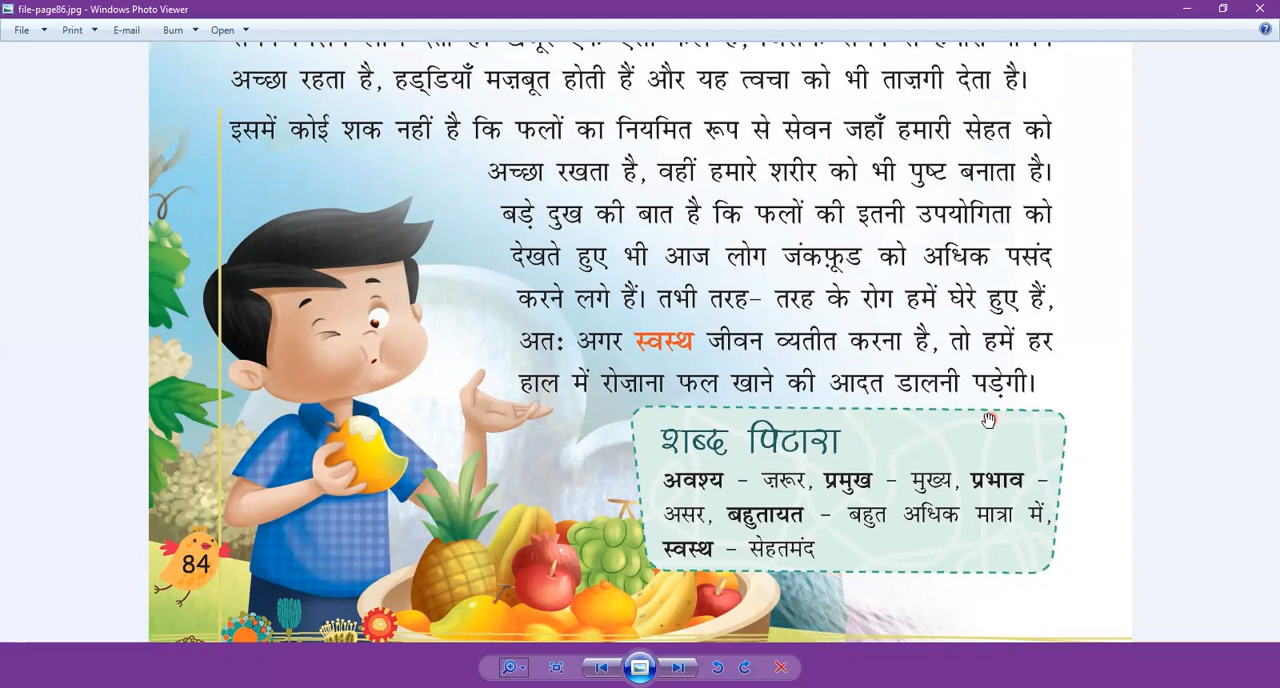 file-page86.jpg - Windows Photo Viewer
File Print E-mail Burn Open
अच्छा रहता है, हड्डियाँ मज़बूत होती हैं और यह त्वचा को भी ताज़गी देता है।
इसमें कोई शक नहीं है कि फलों का नियमित रूप से सेवन जहाँ हमारी सेहत को
अच्छा रखता है, वहीं हमारे शरीर को भी पुष्ट बनाता है।
बड़े दुख की बात है कि फलों की इतनी उपयोगिता को
देखते हुए भी आज लोग जंकफ़ूड को अधिक पसंद
करने लगे हैं। तभी तरह- तरह के रोग हमें घेरे हुए हैं,
अतः अगर स्वस्थ जीवन व्यतीत करना है, तो हमें हर
हाल में रोज़ाना फल खाने की आदत डालनी पड़ेगी।
शब्द पिटारा
अवश्य - ज़रूर, प्रमुख - मुख्य, प्रभाव -
असर, बहुतायत - बहुत अधिक मात्रा में,
स्वस्थ - सेहतमंद
84